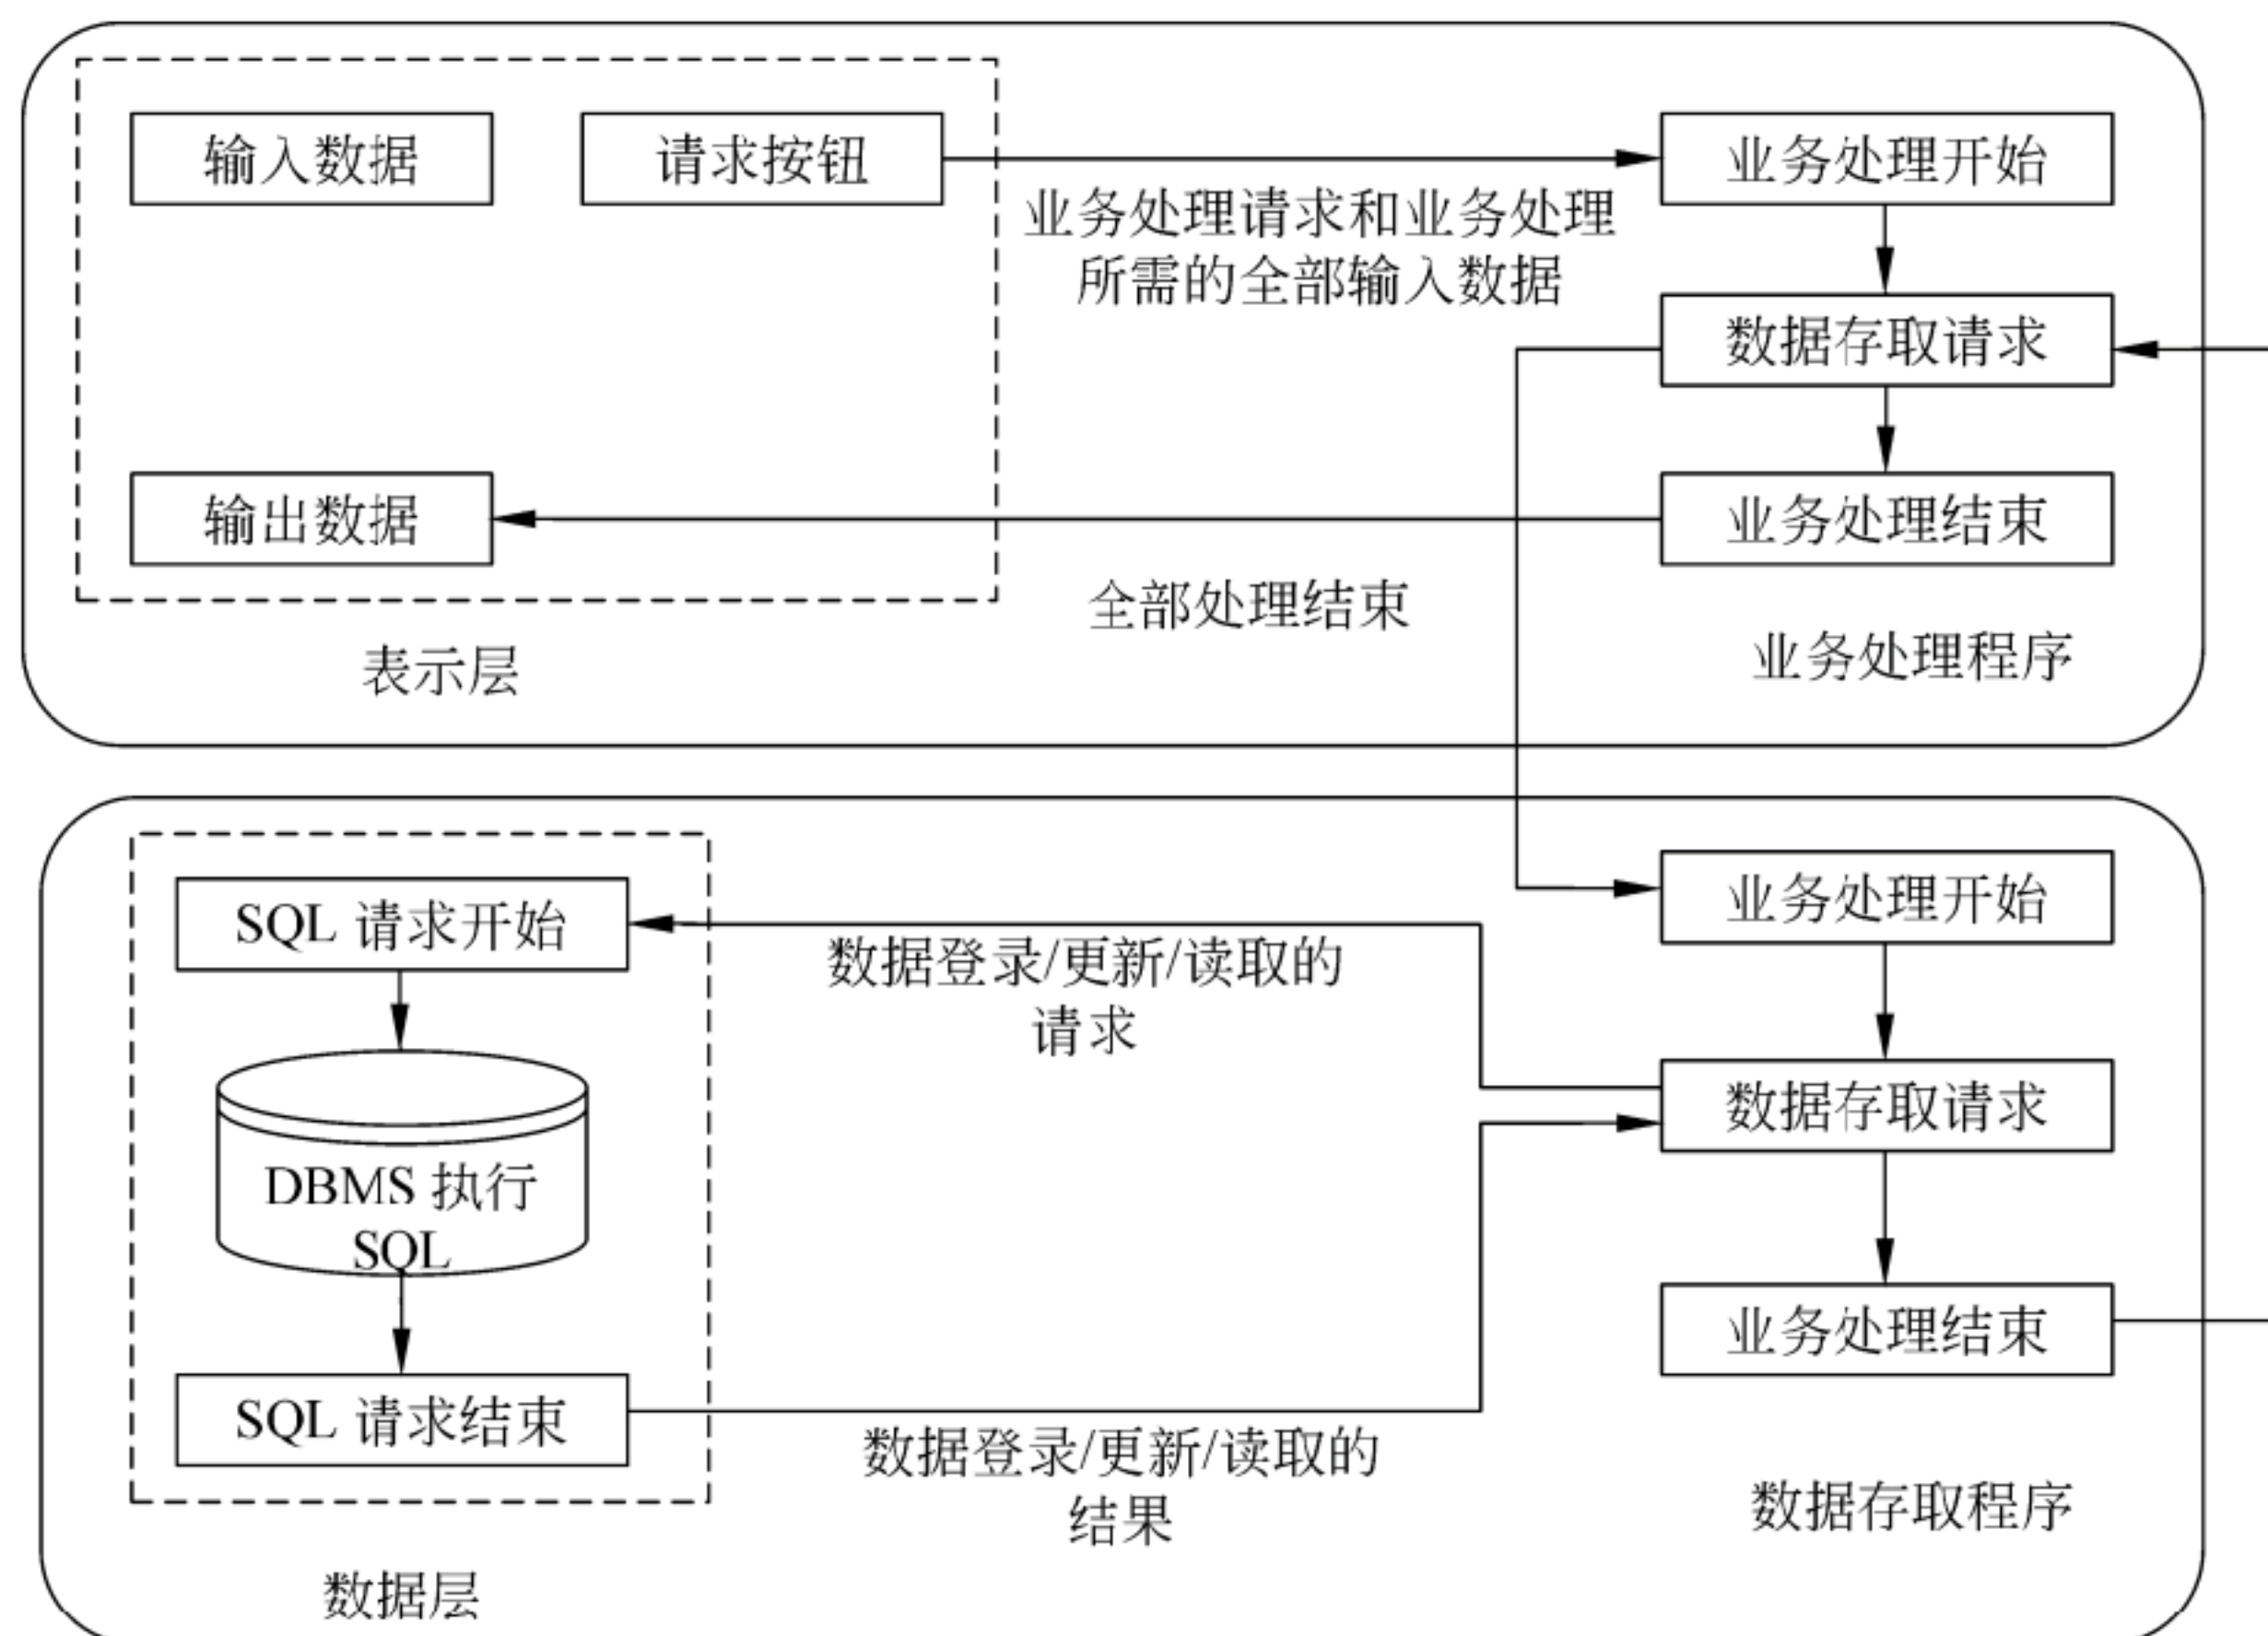 输入数据
请求按钮
业务处理开始
业务处理请求和业务处理
所需的全部输入数据
数据存取请求
输出数据
业务处理结束
全部处理结束
表示层
业务处理程序
SQL 请求开始
业务处理开始
数据登录/更新/读取的
请求
数据存取请求
DBMS 执行
SQL
业务处理结束
SQL 请求结束
数据登录/更新/读取的
结果
数据存取程序
数据层